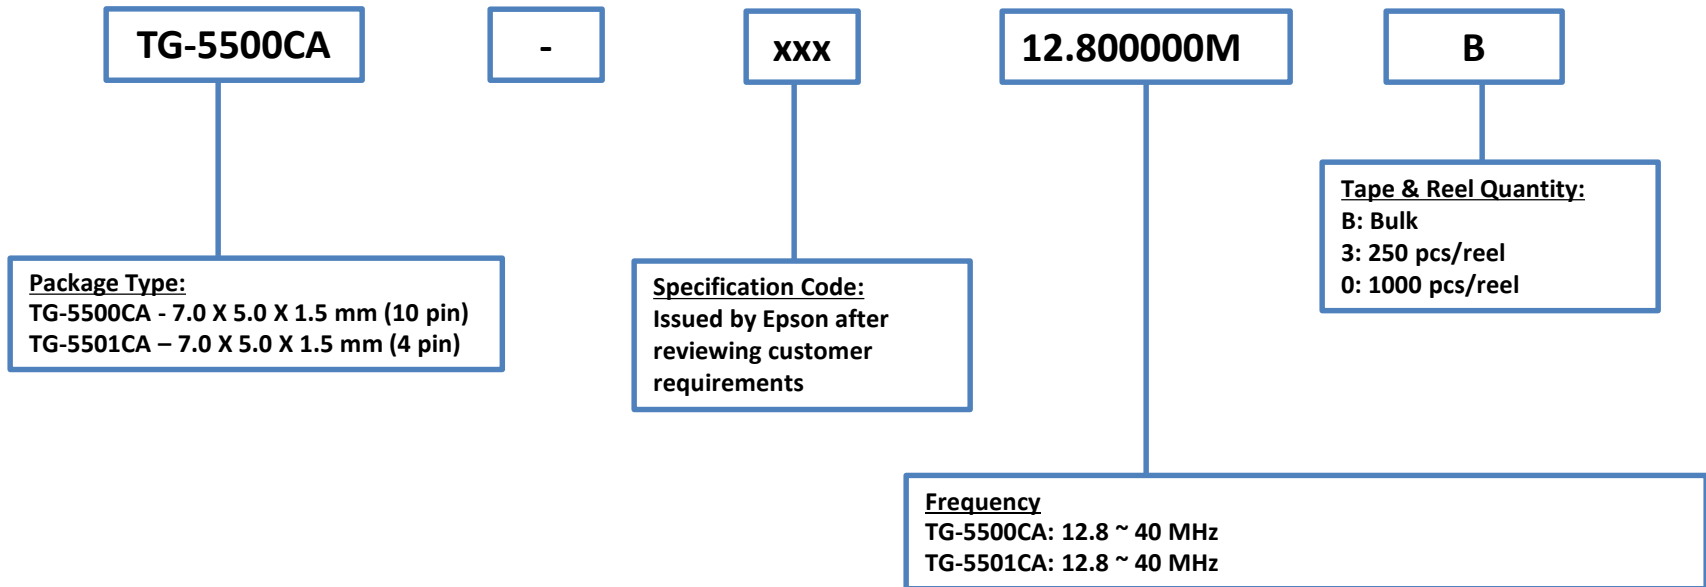 TG-5500CA - xxx 12.800000M B
Tape & Reel Quantity:
B: Bulk
3: 250 pcs/reel
0: 1000 pcs/reel
Package Type:
TG-5500CA - 7.0 X 5.0 X 1.5 mm (10 pin)
TG-5501CA – 7.0 X 5.0 X 1.5 mm (4 pin)
Specification Code:
Issued by Epson after
reviewing customer
requirements
Frequency
TG-5500CA: 12.8 ~ 40 MHz
TG-5501CA: 12.8 ~ 40 MHz